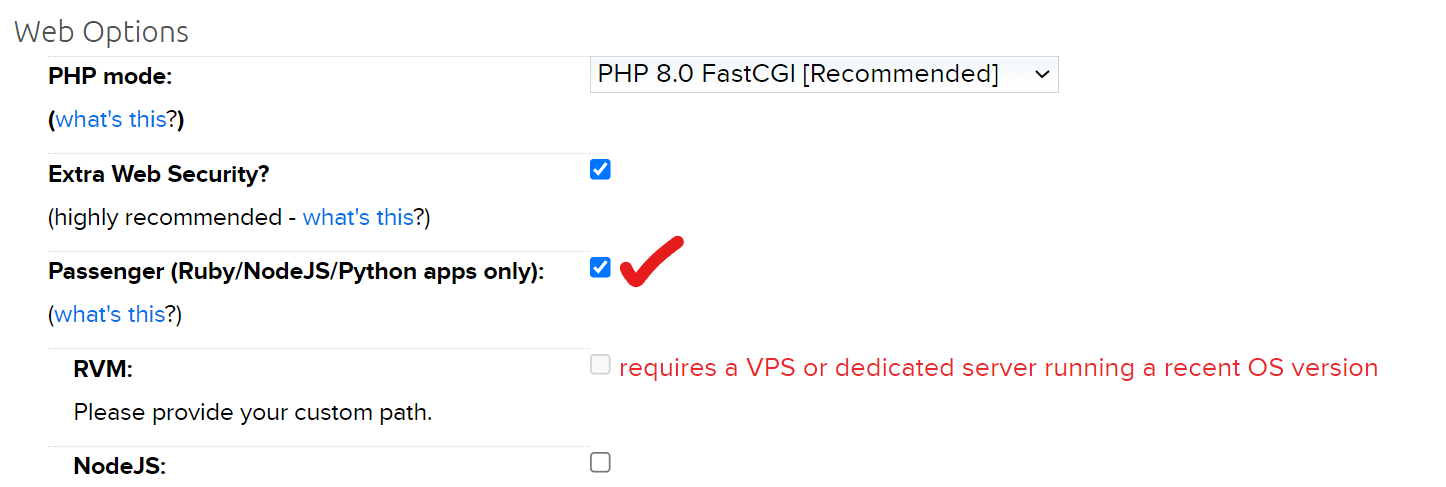 Web Options
PHP mode:
PHP 8.0 FastCGI [Recommended]
(what's this?)
Extra Web Security?
(highly recommended - what's this?)
Passenger (Ruby/NodeJS/Python apps only):
(what's this?)
RVM:
requires a VPS or dedicated server running a recent OS version
Please provide your custom path.
NodeJS: